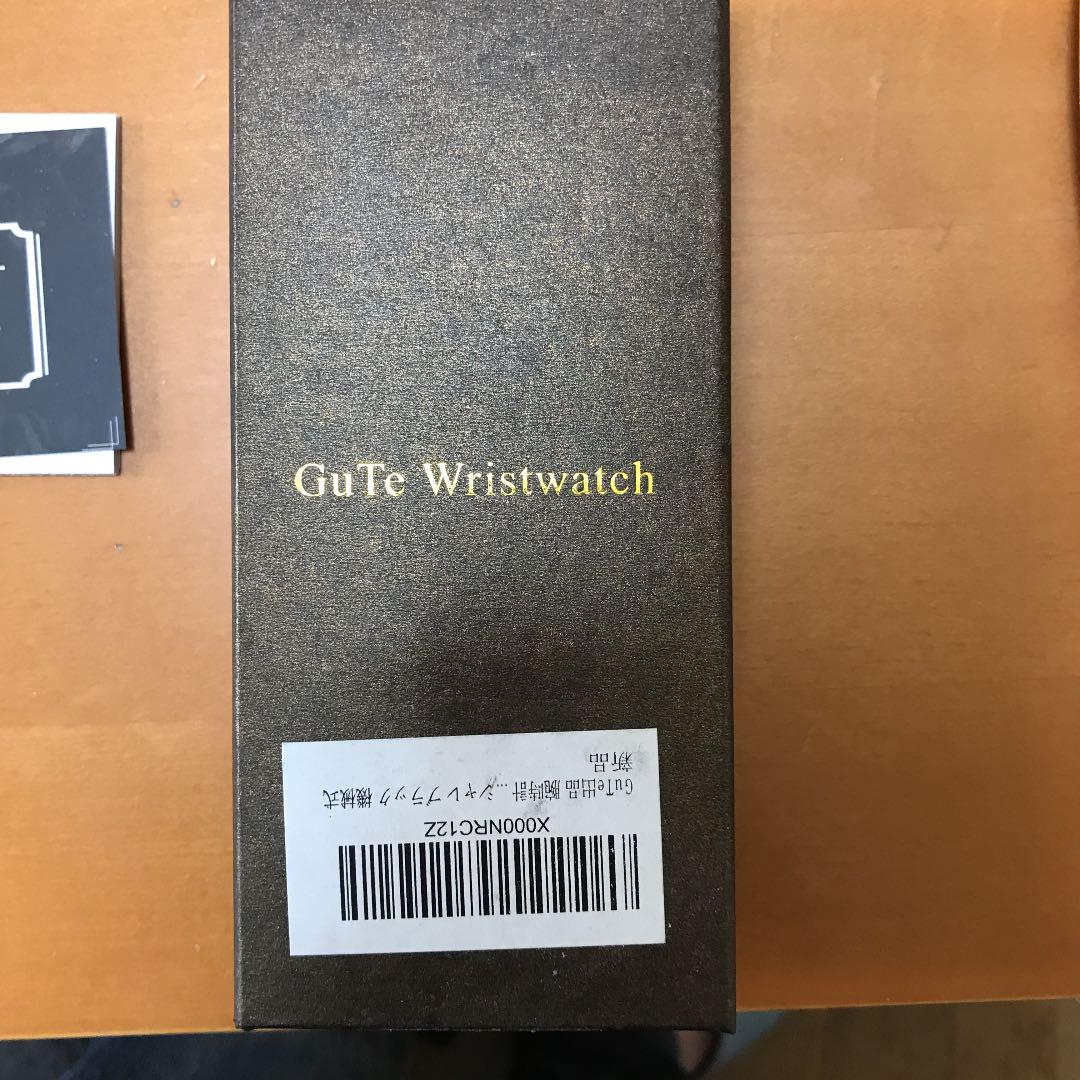 GuTe Wristwatch
X000NRC12Z
GuTe出品 腕時計 ...シャレ ブラック 機械式
新品